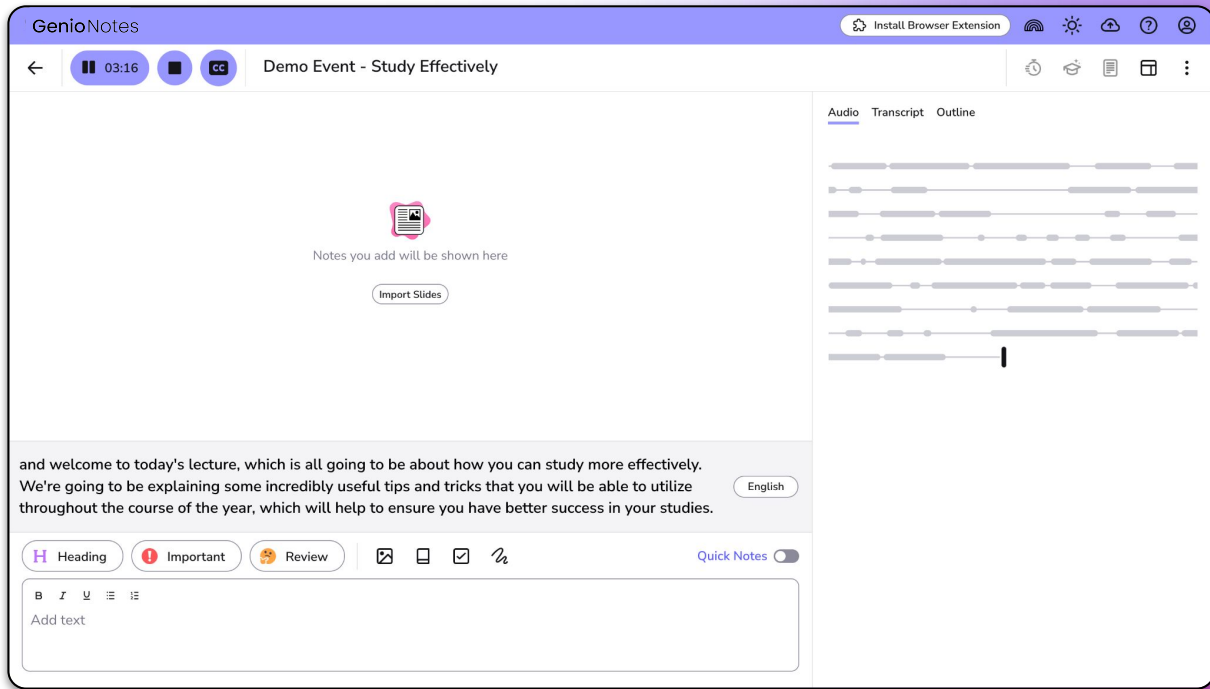 GenioNotes
Install Browser Extension
03:16
CC
Demo Event - Study Effectively
Audio Transcript Outline
Notes you add will be shown here
Import Slides
and welcome to today's lecture, which is all going to be about how you can study more effectively.
We're going to be explaining some incredibly useful tips and tricks that you will be able to utilize
throughout the course of the year, which will help to ensure you have better success in your studies.
English
H Heading
Important
Review
Quick Notes
B I U
Add text